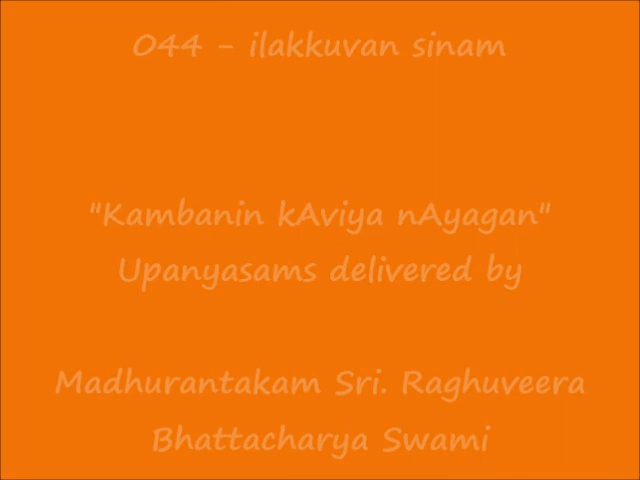 044 - ilakkuvan sinam
"Kambanin kAviya nAyagan"
Upanyasams delivered by
Madhurantakam Sri. Raghuveera
Bhattacharya Swami